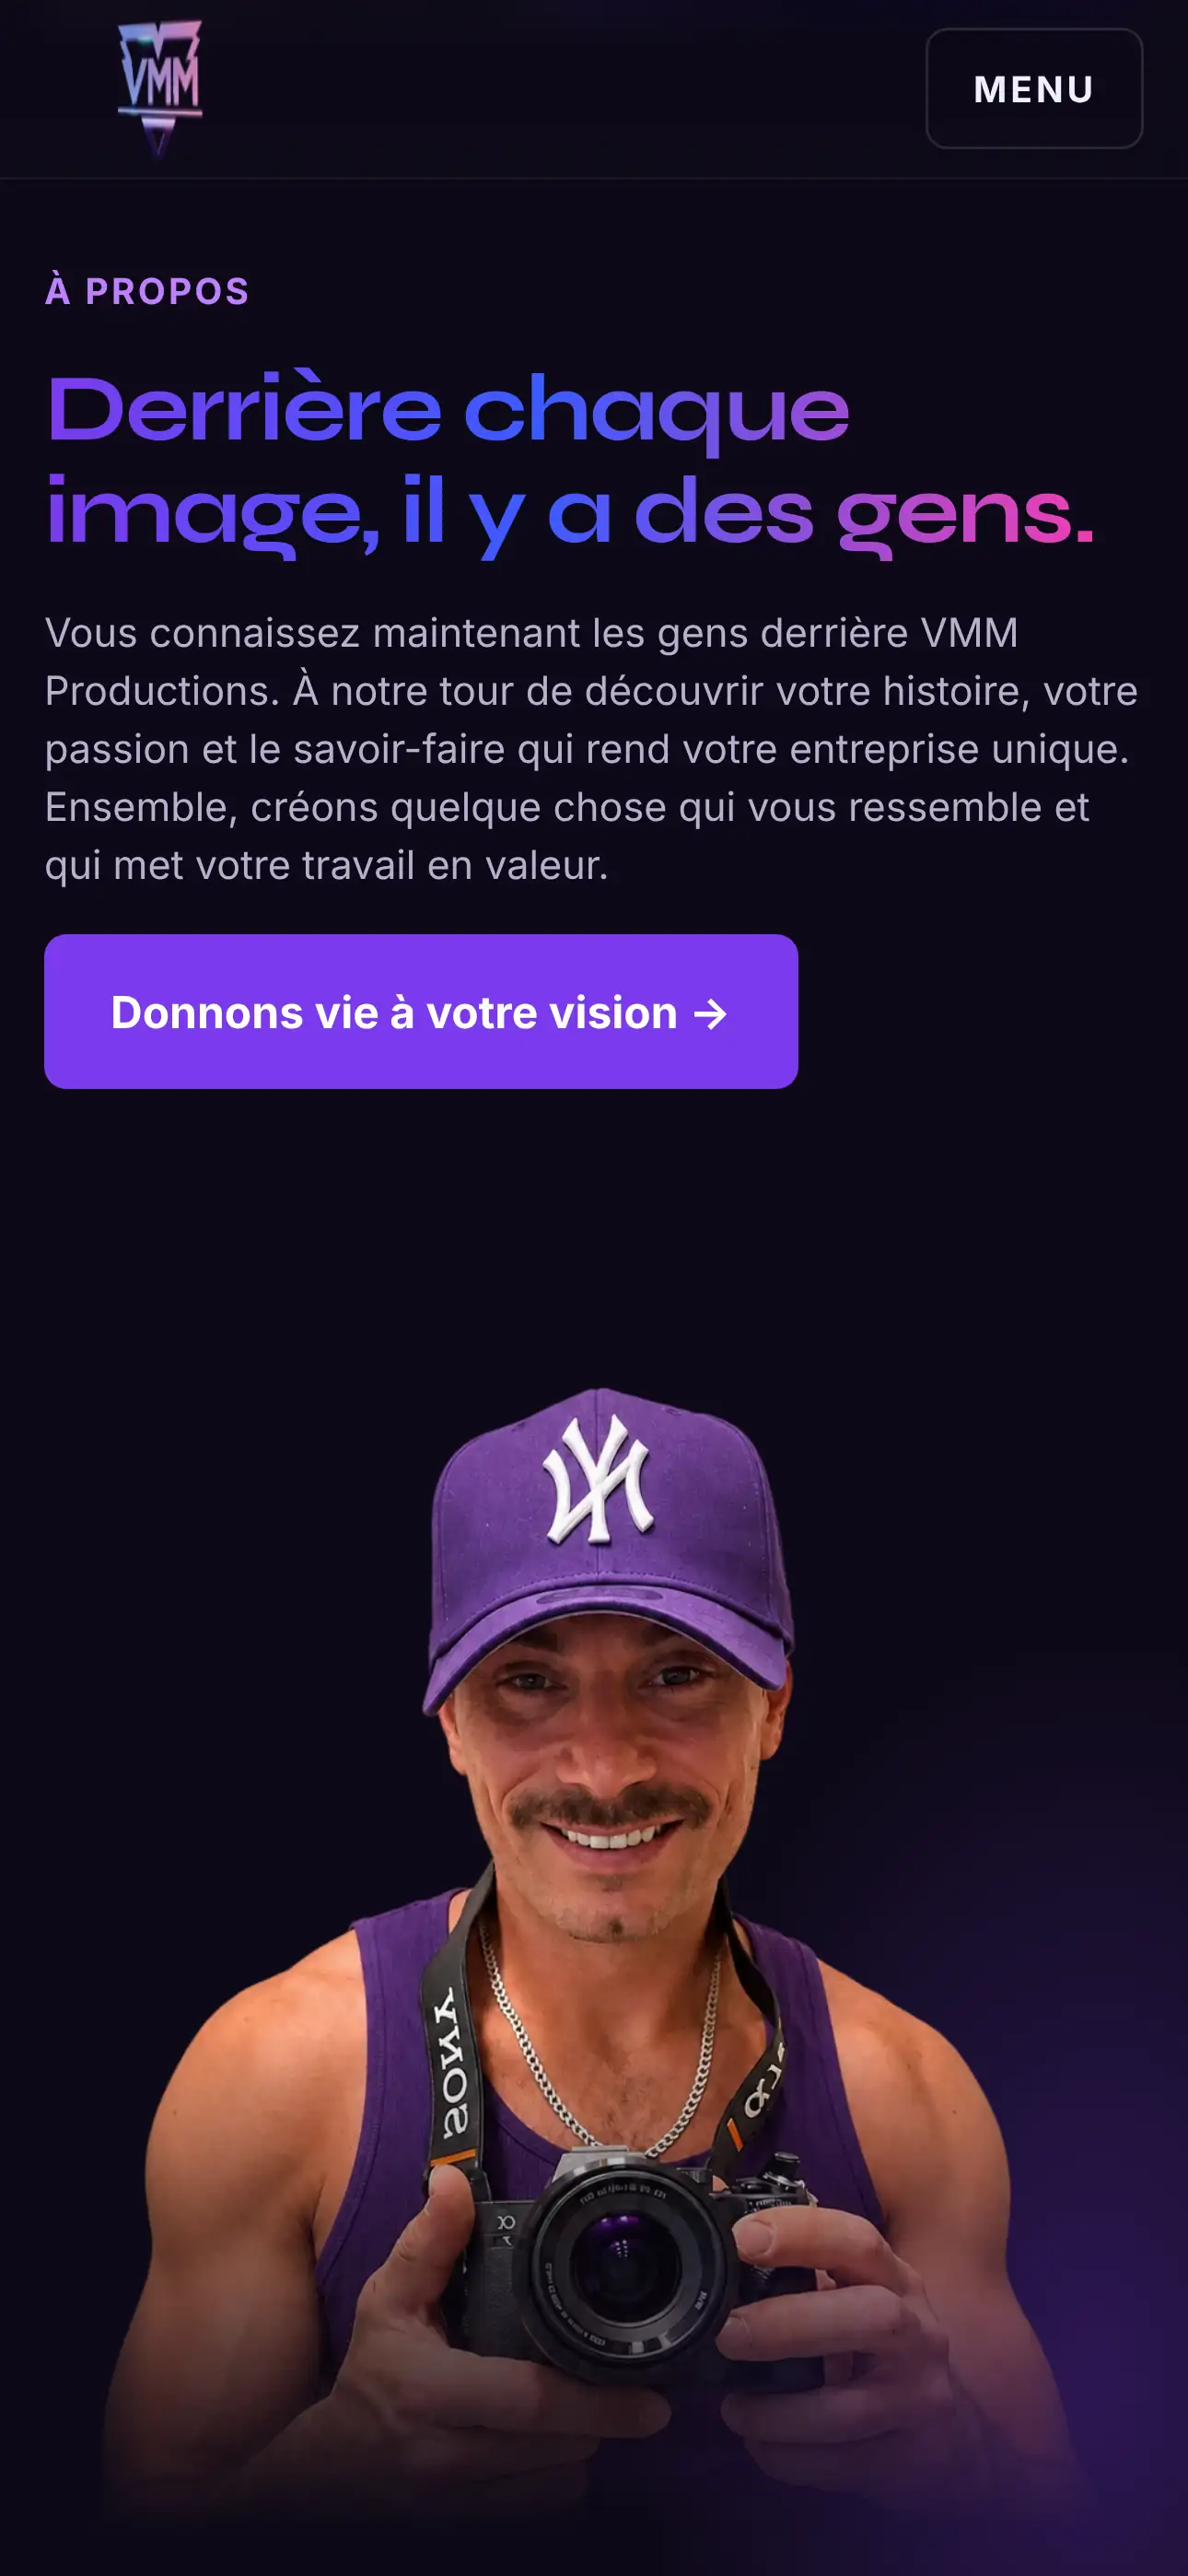 VMM
MENU
À PROPOS
Derrière chaque
image, il y a des gens.
Vous connaissez maintenant les gens derrière VMM
Productions. À notre tour de découvrir votre histoire, votre
passion et le savoir-faire qui rend votre entreprise unique.
Ensemble, créons quelque chose qui vous ressemble et
qui met votre travail en valeur.
Donnons vie à votre vision →
NY
SONY